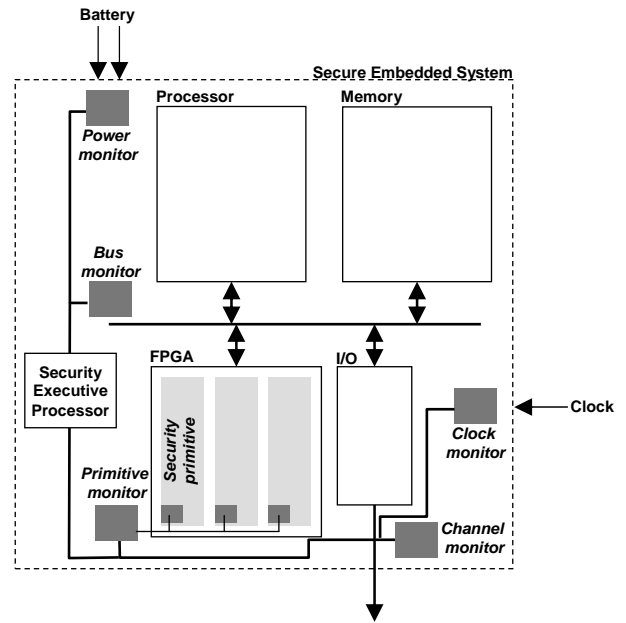 Battery
Secure Embedded System
Processor
Memory
Power
monitor
Bus
monitor
FPGA
I/O
Security
Executive
Processor
Security
primitive
Clock
Clock
monitor
Primitive
monitor
Channel
monitor